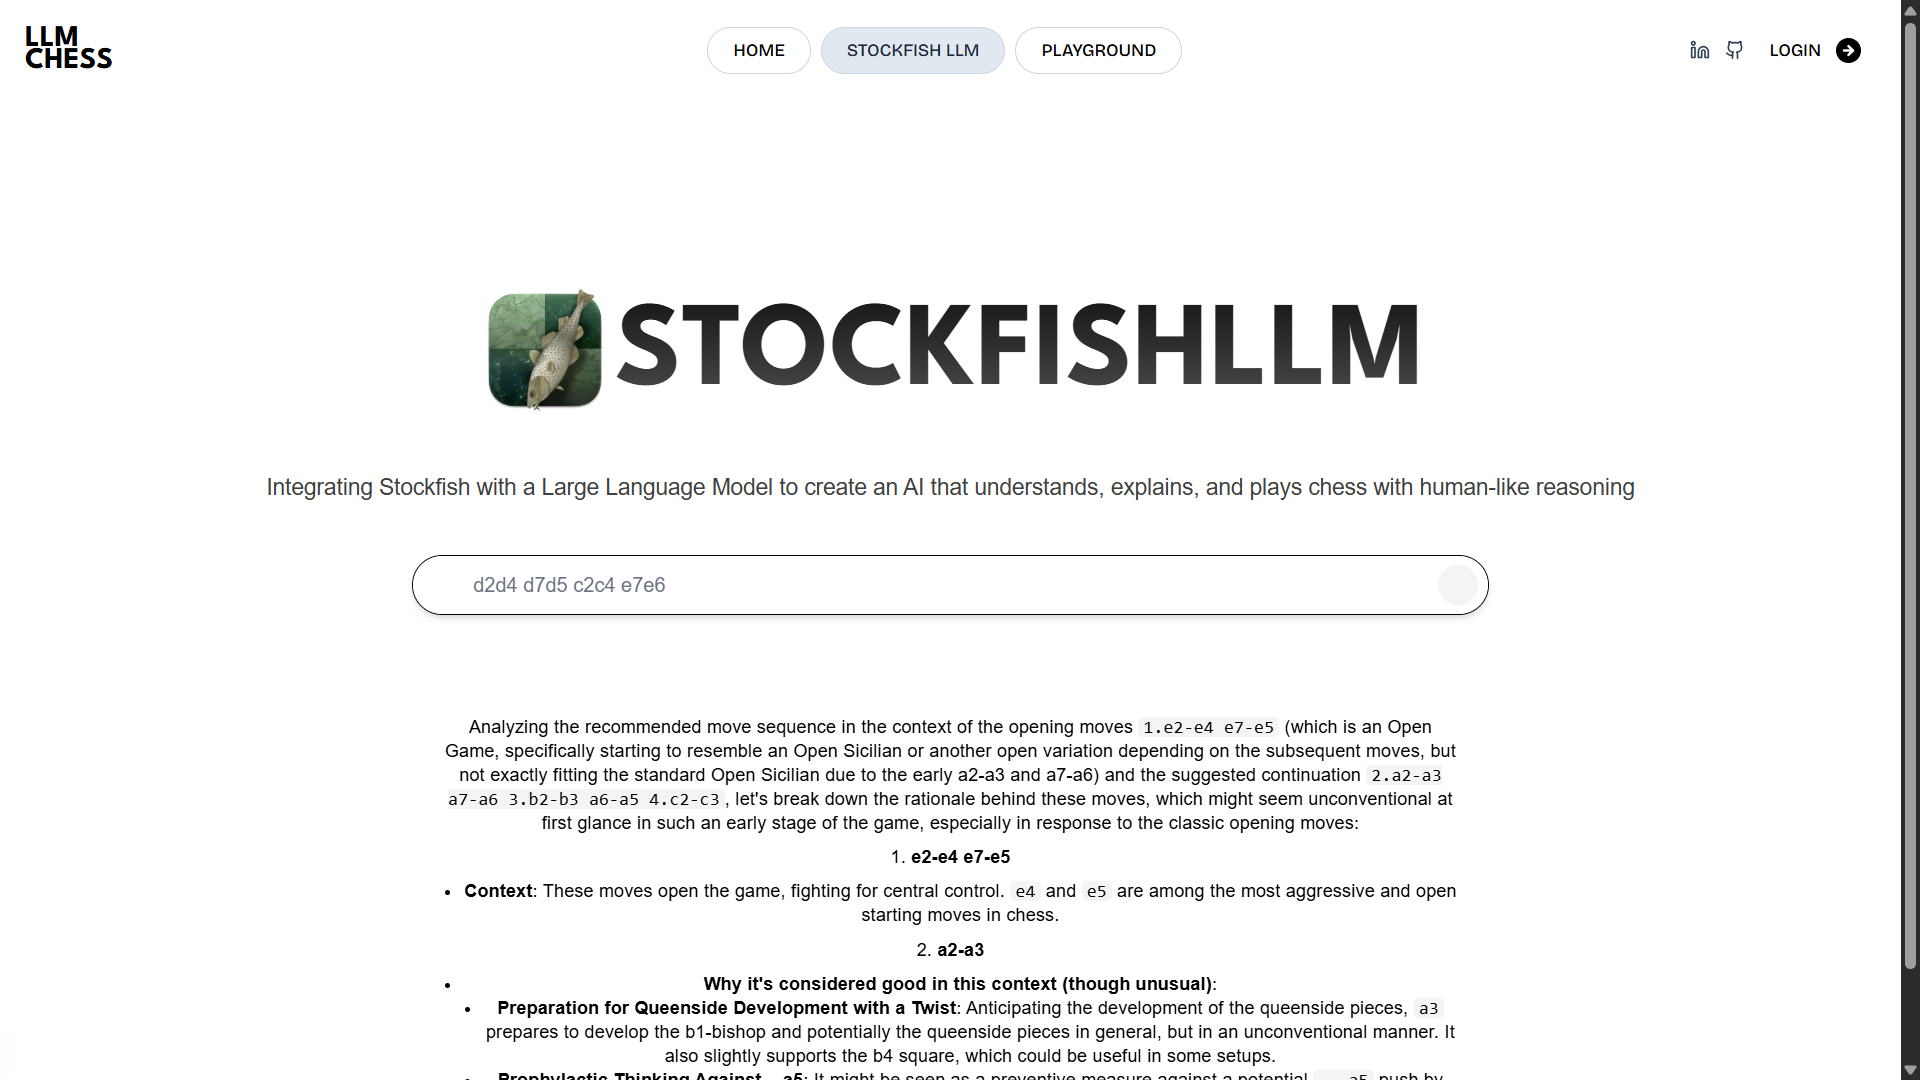 LLM
CHESS
HOME
STOCKFISH LLM
PLAYGROUND
LOGIN
STOCKFISHLLM
Integrating Stockfish with a Large Language Model to create an AI that understands, explains, and plays chess with human-like reasoning
d2d4 d7d5 c2c4 e7e6
Analyzing the recommended move sequence in the context of the opening moves 1.e2-e4 e7-e5 (which is an Open
Game, specifically starting to resemble an Open Sicilian or another open variation depending on the subsequent moves, but
not exactly fitting the standard Open Sicilian due to the early a2-a3 and a7-a6) and the suggested continuation 2.a2-a3
a7-a6 3.b2-b3 a6-a5 4.c2-c3, let's break down the rationale behind these moves, which might seem unconventional at
first glance in such an early stage of the game, especially in response to the classic opening moves:
1. e2-e4 e7-e5
• Context: These moves open the game, fighting for central control. e4 and e5 are among the most aggressive and open
starting moves in chess.
2. a2-a3
• Why it's considered good in this context (though unusual):
• Preparation for Queenside Development with a Twist: Anticipating the development of the queenside pieces, a3
prepares to develop the b1-bishop and potentially the queenside pieces in general, but in an unconventional manner. It
also slightly supports the b4 square, which could be useful in some setups.
• Prophylactic Thinking Against ...a5: It might be seen as a preventive measure against a potential ...a5 push by